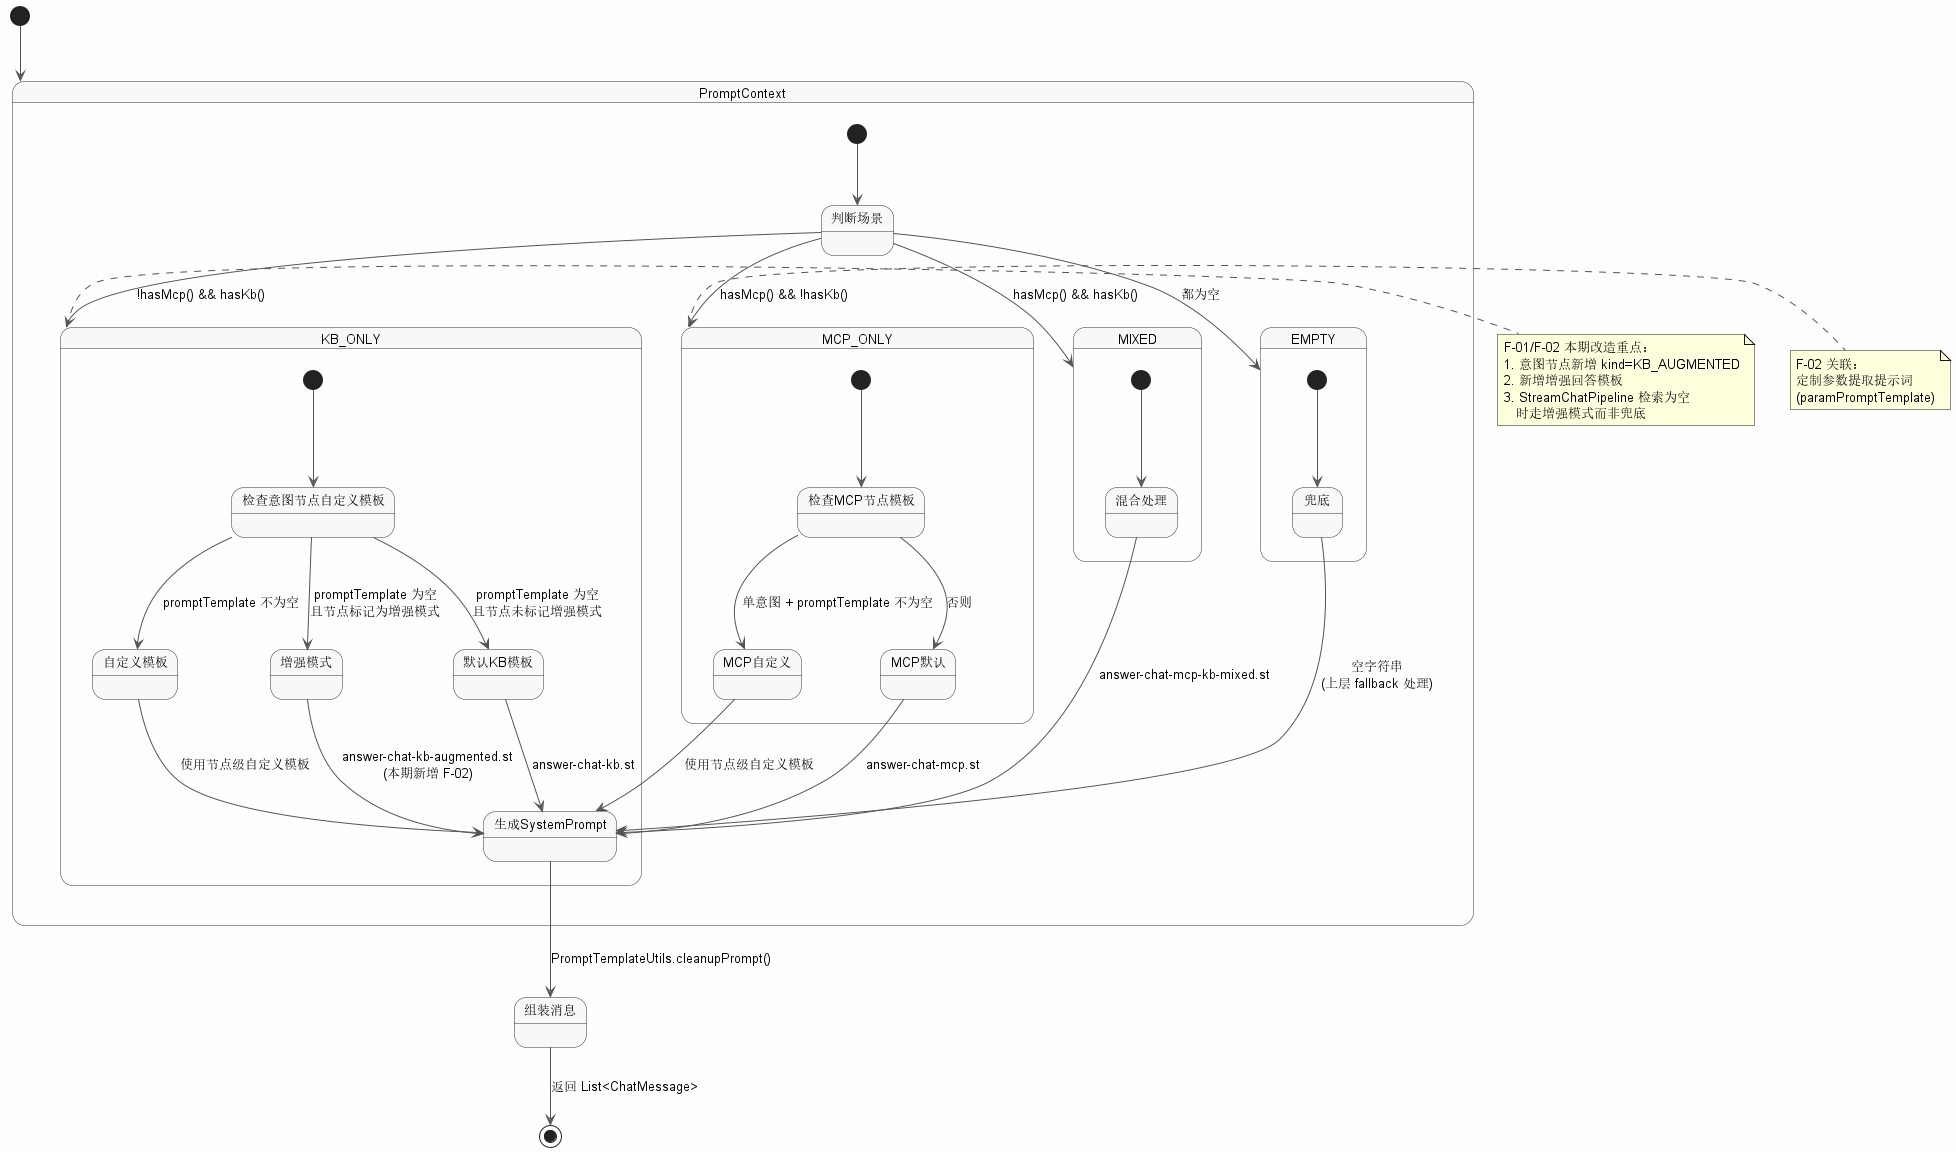 PromptContext
判断场景
!hasMcp() && hasKb()
hasMcp() && !hasKb()
hasMcp() && hasKb()
都为空
KB_ONLY
MCP_ONLY
MIXED
EMPTY
F-01/F-02 本期改造重点：
1. 意图节点新增 kind=KB_AUGMENTED
2. 新增增强回答模板
3. StreamChatPipeline 检索为空
时走增强模式而非兜底
F-02 关联：
定制参数提取提示词
(paramPromptTemplate)
检查意图节点自定义模板
检查MCP节点模板
混合处理
兜底
promptTemplate 不为空
promptTemplate 为空
且节点标记为增强模式
promptTemplate 为空
且节点未标记增强模式
单意图 + promptTemplate 不为空
否则
自定义模板
增强模式
默认KB模板
MCP自定义
MCP默认
answer-chat-mcp-kb-mixed.st
空字符串
(上层 fallback 处理)
使用节点级自定义模板
answer-chat-kb-augmented.st
(本期新增 F-02)
answer-chat-kb.st
使用节点级自定义模板
answer-chat-mcp.st
生成SystemPrompt
PromptTemplateUtils.cleanupPrompt()
组装消息
返回 List<ChatMessage>